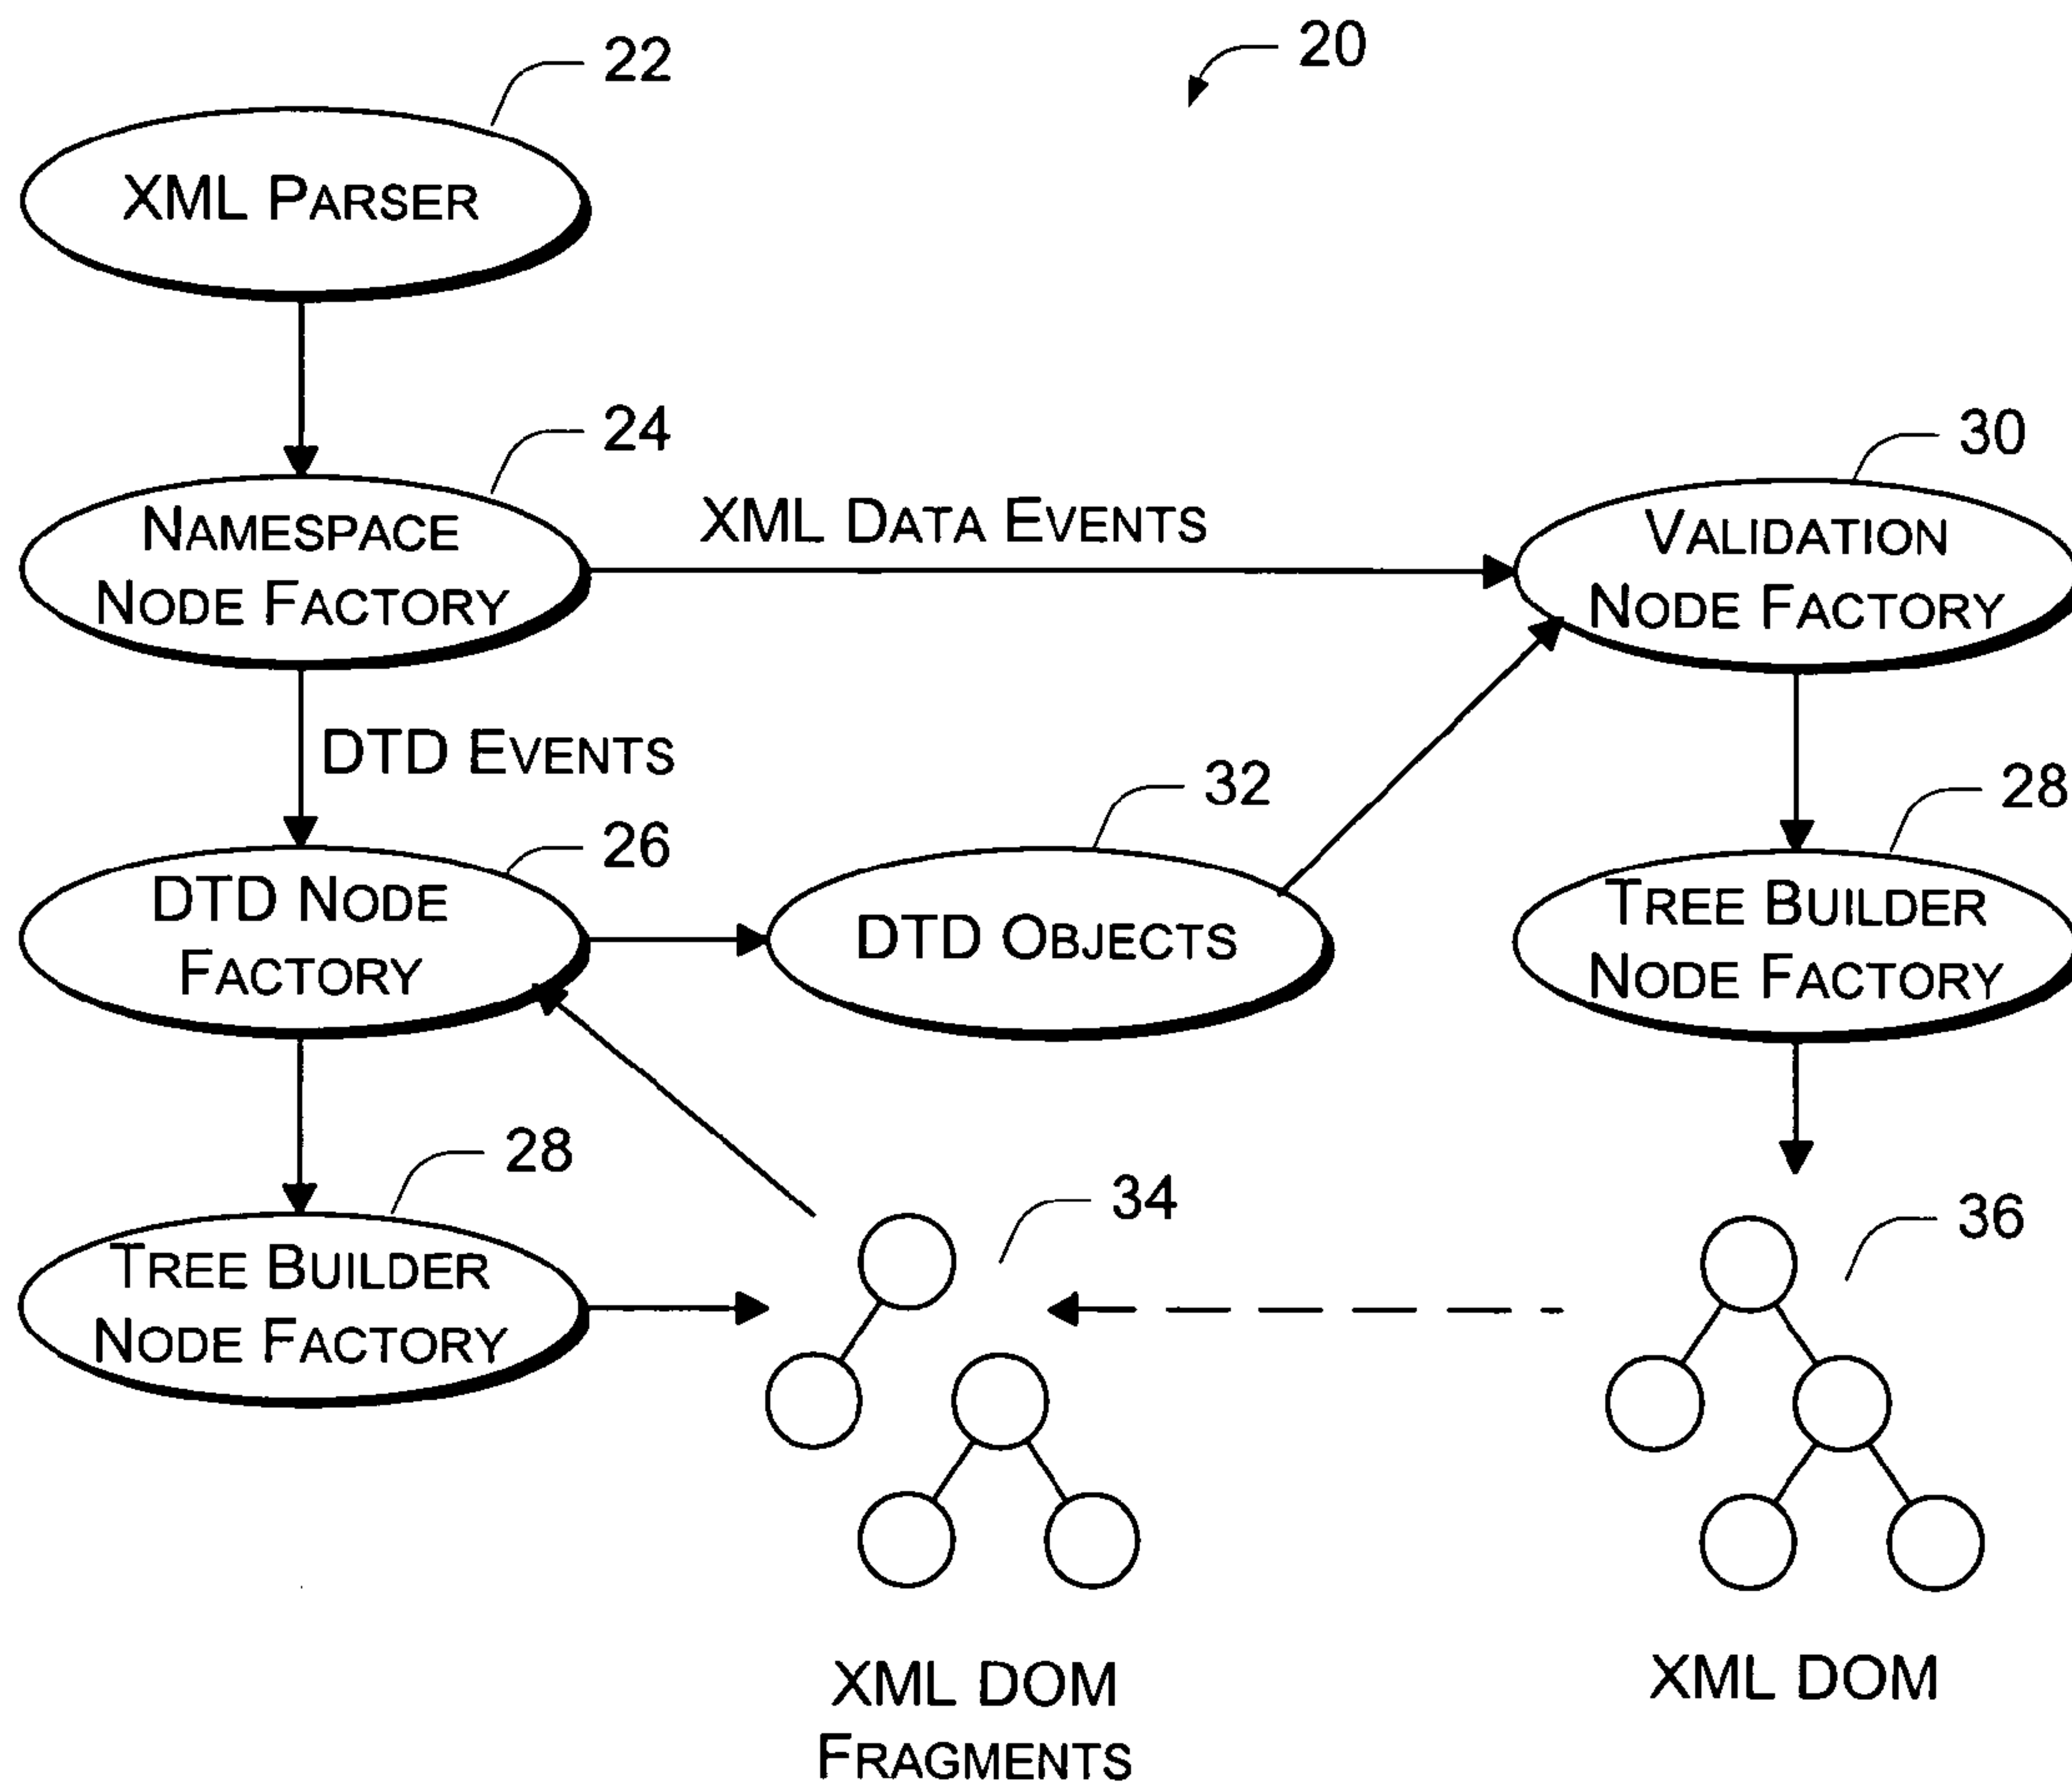 22
20
XML PARSER
24
30
NAMESPACE
NODE FACTORY
XML DATA EVENTS
VALIDATION
NODE FACTORY
DTD EVENTS
26
32
28
DTD NODE
FACTORY
DTD OBJECTS
TREE BUILDER
NODE FACTORY
28
34
36
TREE BUILDER
NODE FACTORY
XML DOM
FRAGMENTS
XML DOM